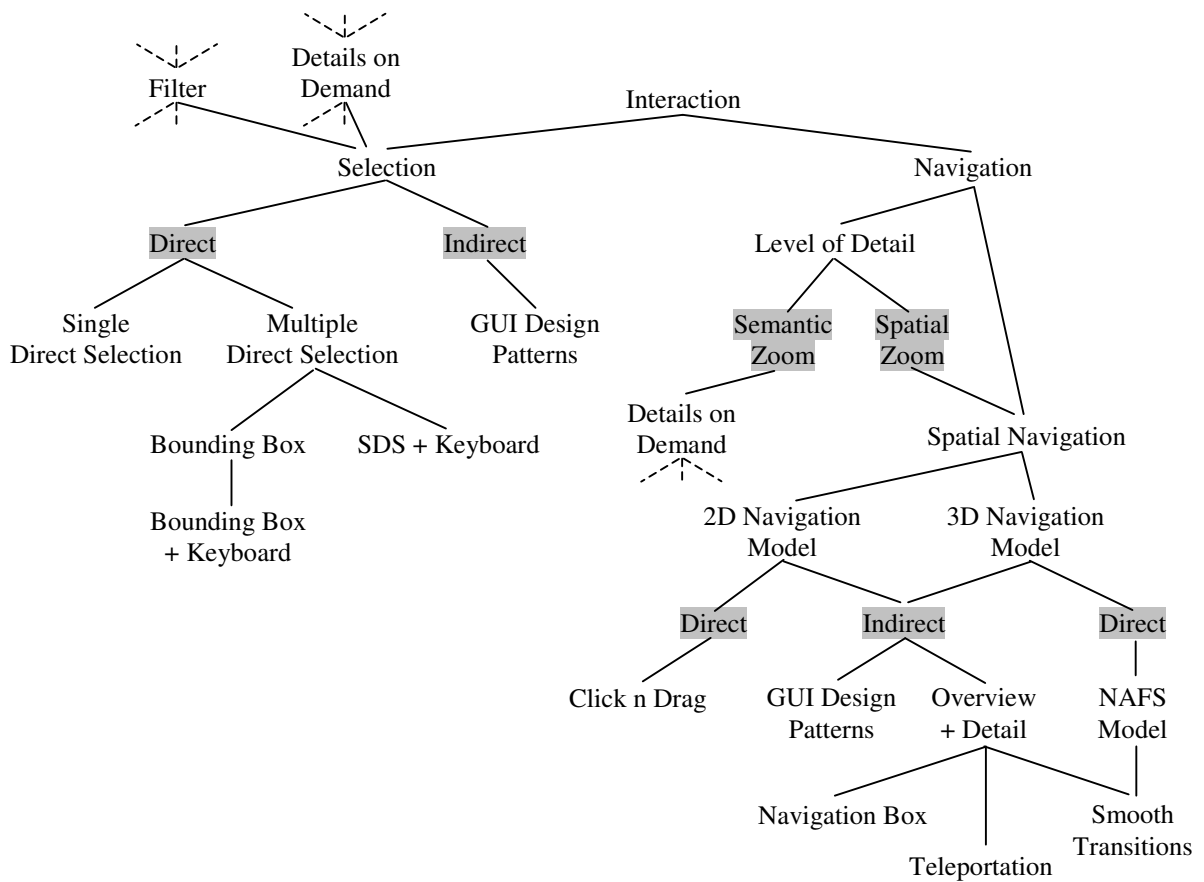 Details on
Demand
Filter
Interaction
Selection
Navigation
Direct
Indirect
Level of Detail
Single
Direct Selection
Multiple
Direct Selection
GUI Design
Patterns
Semantic
Zoom
Spatial
Zoom
Details on
Demand
Bounding Box
SDS + Keyboard
Spatial Navigation
Bounding Box
+ Keyboard
2D Navigation
Model
3D Navigation
Model
Direct
Indirect
Direct
Click n Drag
GUI Design
Patterns
Overview
+ Detail
NAFS
Model
Navigation Box
Smooth
Transitions
Teleportation